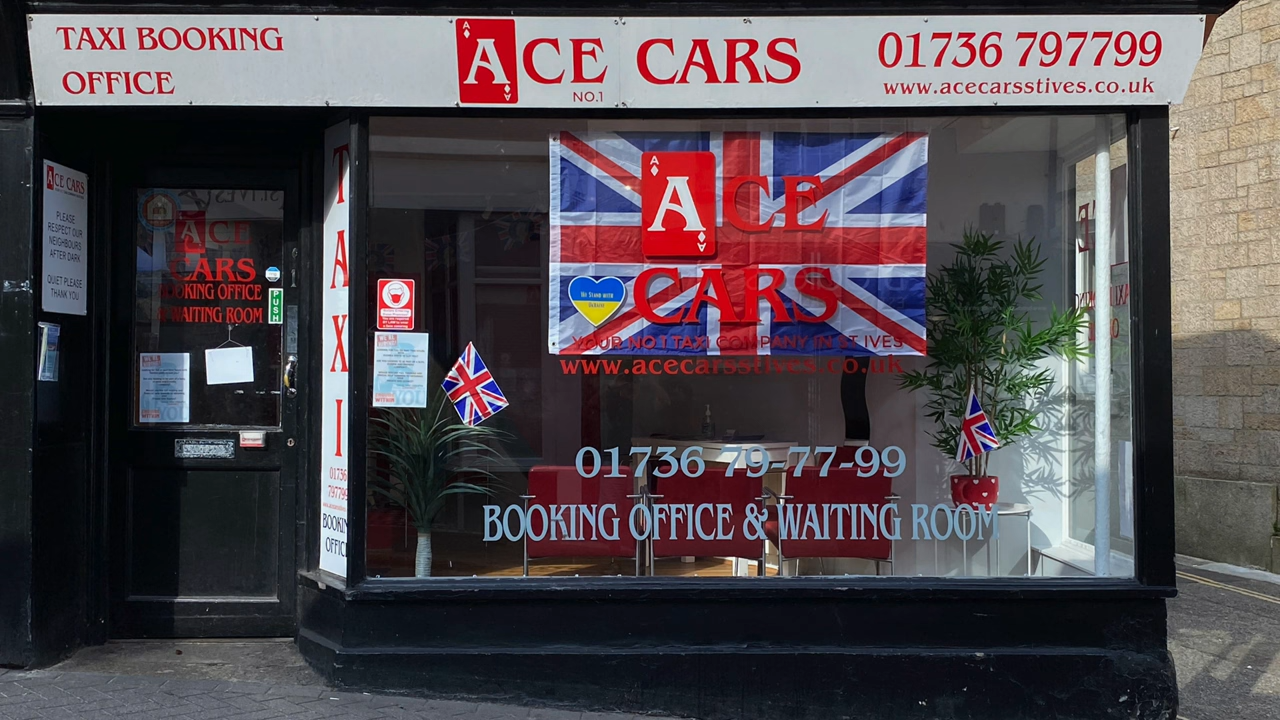 TAXI BOOKING
OFFICE
A
ACE CARS
NO.1
01736 797799
www.acecarsstives.co.uk
ACE CARS
PLEASE
RESPECT OUR
NEIGHBOURS
AFTER DARK
QUIET PLEASE
THANK YOU
ACE
CARS
BOOKING OFFICE
& WAITING ROOM
PUSH
TAXI
01736
797799
BOOKING
OFFICE
A
ACE
CARS
We Stand with
Ukraine
YOUR NO 1 TAXI COMPANY IN ST IVES
www.acecarsstives.co.uk
01736 79-77-99
BOOKING OFFICE & WAITING ROOM